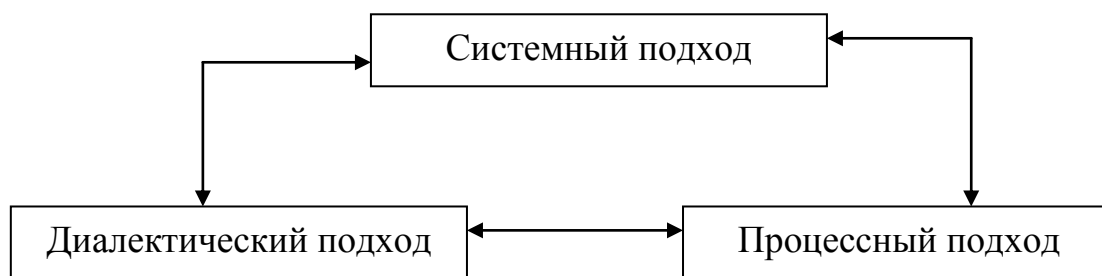 Системный подход
Диалектический подход
Процессный подход